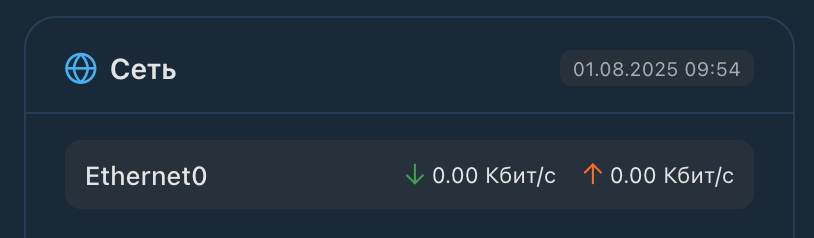 Сеть 01.08.2025 09:54
Ethernet0 ↓ 0.00 Кбит/с ↑ 0.00 Кбит/с